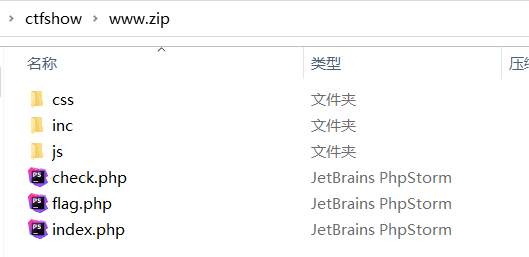 ctfshow > www.zip
名称 类型 压缩
css 文件夹
inc 文件夹
js 文件夹
check.php JetBrains PhpStorm
flag.php JetBrains PhpStorm
index.php JetBrains PhpStorm